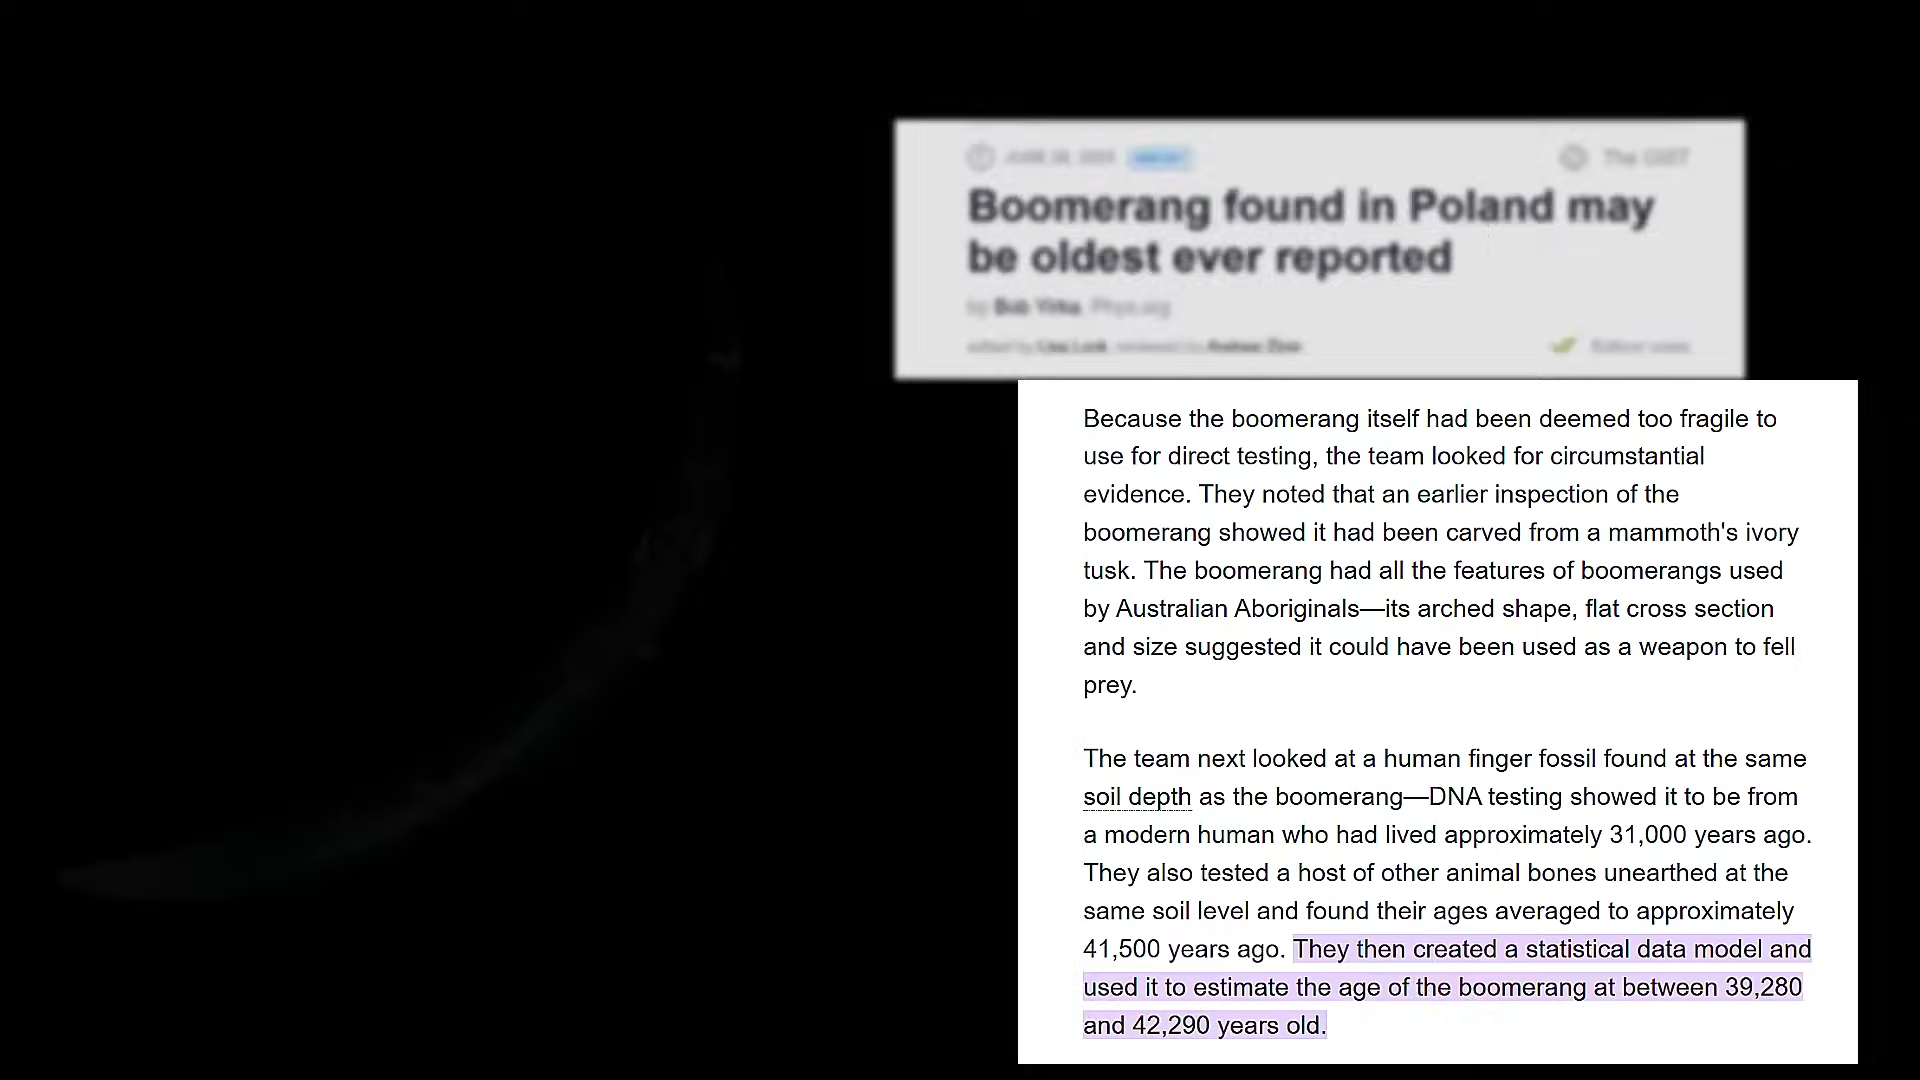 Boomerang found in Poland may
be oldest ever reported
by Bob Yirka, Phys.org
Because the boomerang itself had been deemed too fragile to
use for direct testing, the team looked for circumstantial
evidence. They noted that an earlier inspection of the
boomerang showed it had been carved from a mammoth's ivory
tusk. The boomerang had all the features of boomerangs used
by Australian Aboriginals—its arched shape, flat cross section
and size suggested it could have been used as a weapon to fell
prey.
The team next looked at a human finger fossil found at the same
soil depth as the boomerang—DNA testing showed it to be from
a modern human who had lived approximately 31,000 years ago.
They also tested a host of other animal bones unearthed at the
same soil level and found their ages averaged to approximately
41,500 years ago. They then created a statistical data model and
used it to estimate the age of the boomerang at between 39,280
and 42,290 years old.